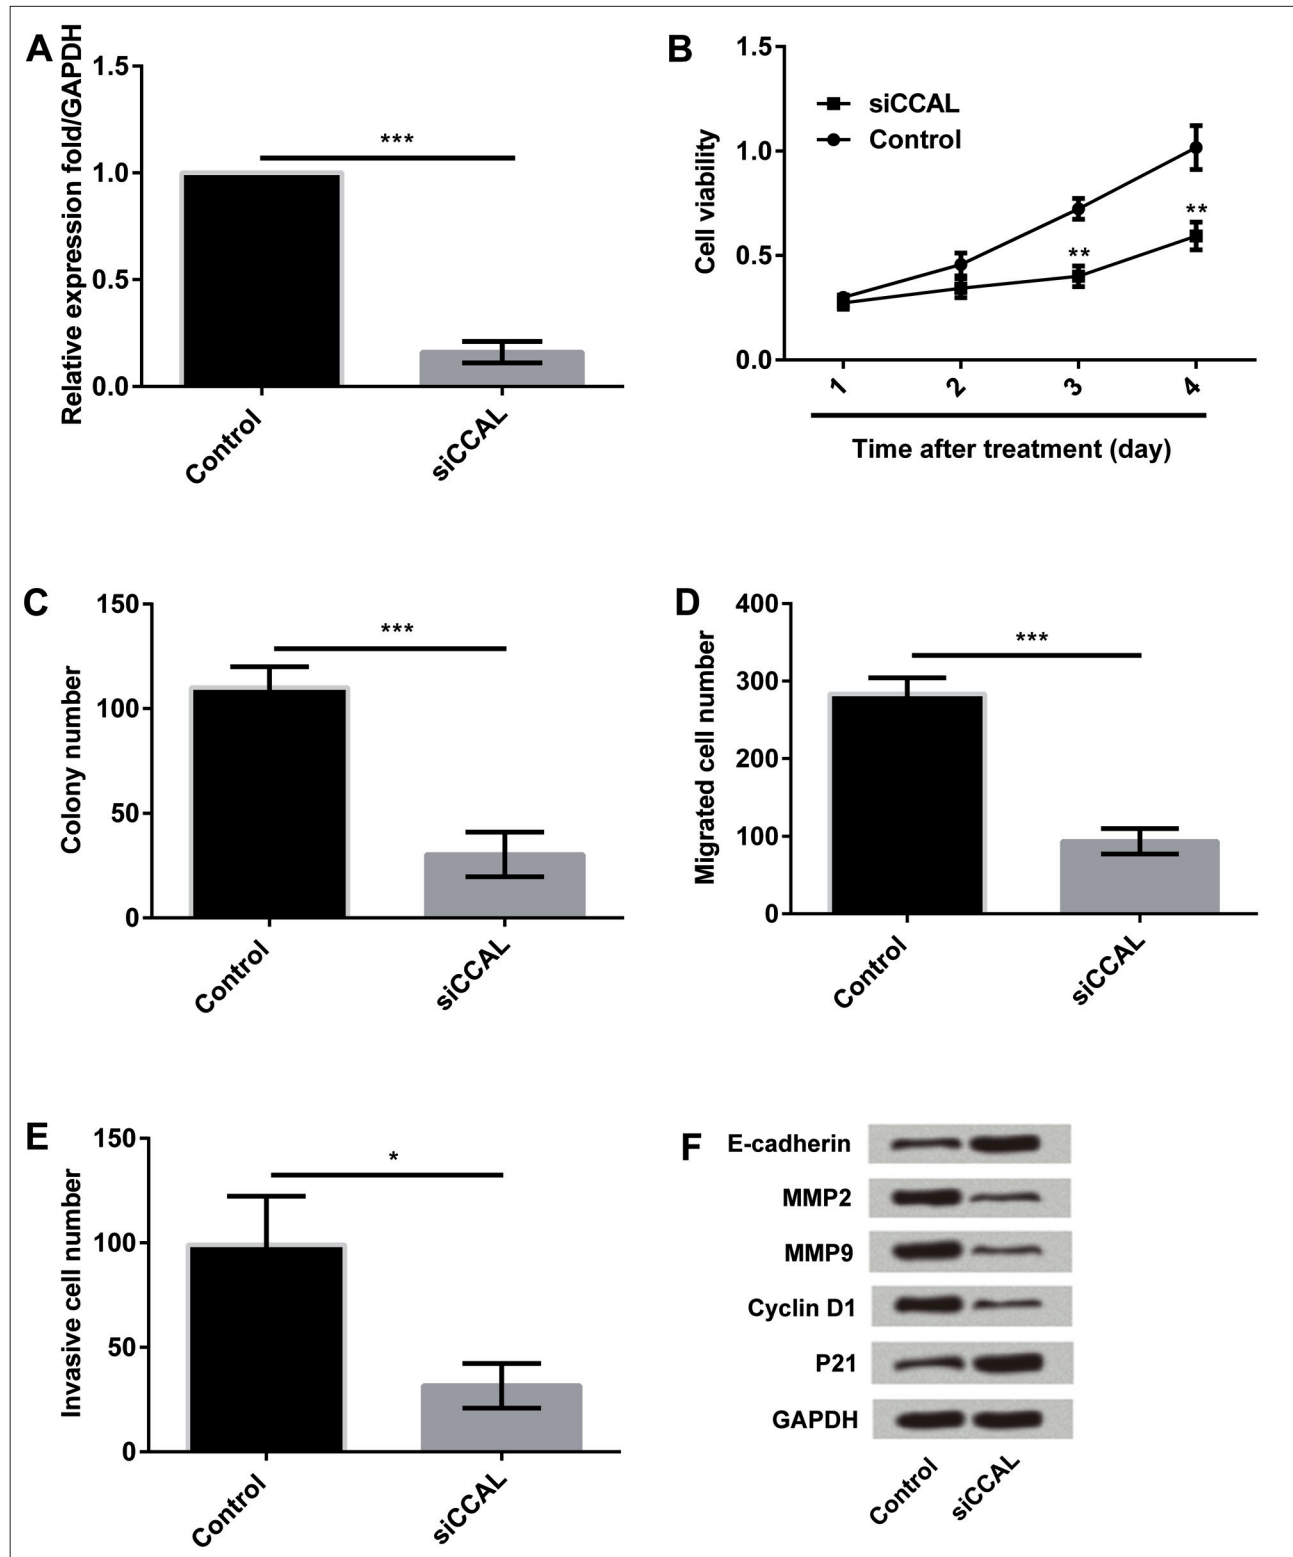 A
Relative expression fold/GAPDH
1.5
1.0
0.5
0.0
***
Control
siCCAL
B
Cell viability
1.5
1.0
0.5
0.0
siCCAL
Control
**
**
1
2
3
4
Time after treatment (day)
C
Colony number
150
100
50
0
***
Control
siCCAL
D
Migrated cell number
400
300
200
100
0
***
Control
siCCAL
E
Invasive cell number
150
100
50
0
*
Control
siCCAL
F
E-cadherin
MMP2
MMP9
Cyclin D1
P21
GAPDH
Control
siCCAL